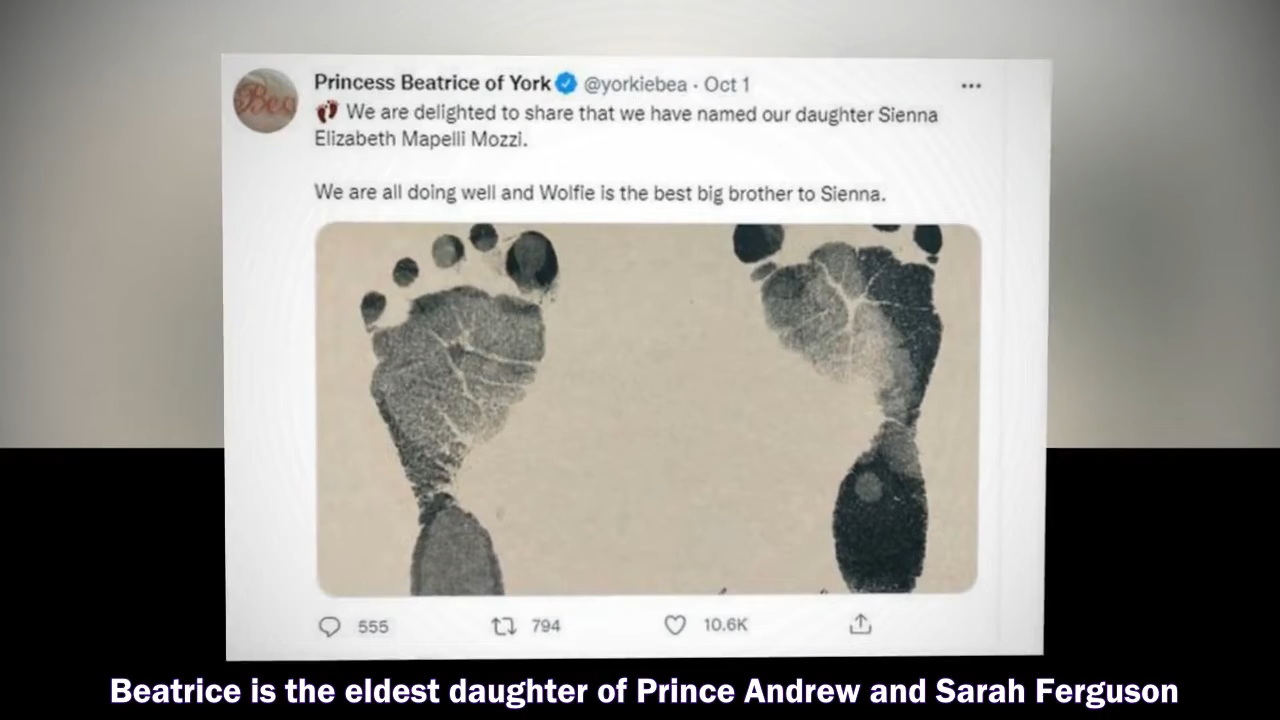 Bea
Princess Beatrice of York @yorkiebea · Oct 1
👣 We are delighted to share that we have named our daughter Sienna
Elizabeth Mapelli Mozzi.
We are all doing well and Wolfie is the best big brother to Sienna.
555 794 10.6K
Beatrice is the eldest daughter of Prince Andrew and Sarah Ferguson